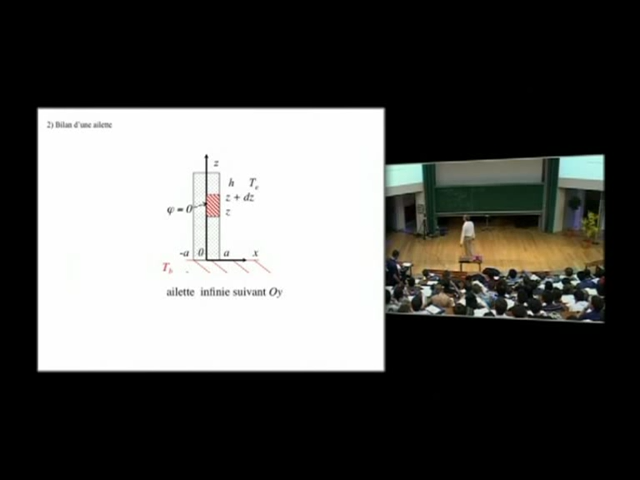 2) Bilan d'une ailette
z
h T_e
z + dz
φ = 0
z
-a 0 a x
T_b
ailette infinie suivant Oy